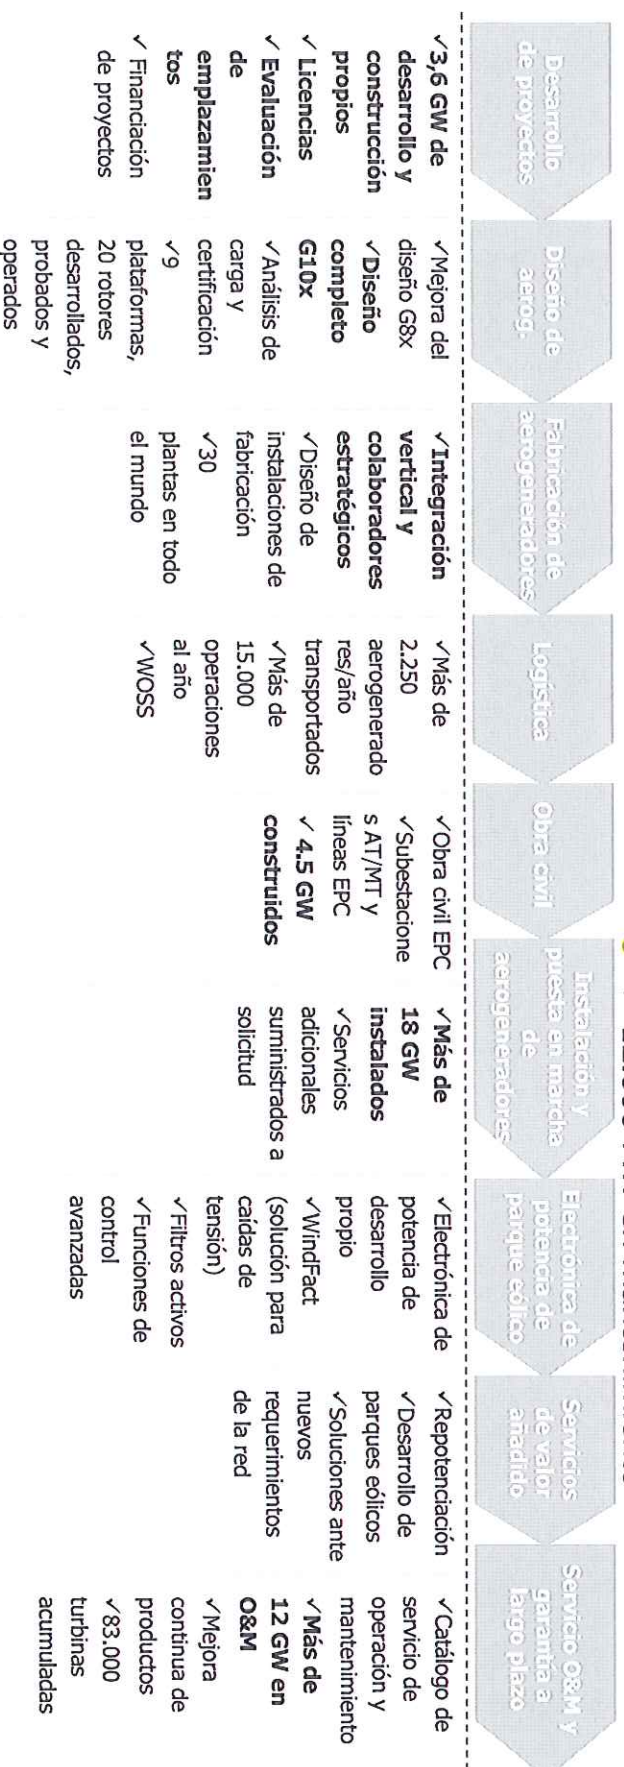 Desarrollo
de proyectos
✓3,6 GW de
desarrollo y
construcción
propios
✓ Licencias
✓ Evaluación
de
emplazamien
tos
✓ Financiación
de proyectos
Diseño de
aerog.
✓Mejora del
diseño G8x
✓Diseño
completo
G10x
✓Análisis de
carga y
certificación
✓9
plataformas,
20 rotores
desarrollados,
probados y
operados
Fabricación de
aerogeneradores
✓Integración
vertical y
colaboradores
estratégicos
✓Diseño de
instalaciones de
fabricación
✓30
plantas en todo
el mundo
Logística
✓Más de
2.250
aerogenerado
res/año
transportados
✓Más de
15.000
operaciones
al año
✓WOSS
Obra civil
✓Obra civil EPC
✓Subestacione
s AT/MT y
líneas EPC
✓ 4.5 GW
construidos
Instalación y
puesta en marcha
de
aerogeneradores
✓Más de
18 GW
instalados
✓Servicios
adicionales
suministrados a
solicitud
Electrónica de
potencia de
parque eólico
✓Electrónica de
potencia de
desarrollo
propio
✓WindFact
(solución para
caídas de
tensión)
✓Filtros activos
✓Funciones de
control
avanzadas
Servicios
de valor
añadido
✓Repotenciación
✓Desarrollo de
parques eólicos
✓Soluciones ante
nuevos
requerimientos
de la red
Servicio O&M y
garantía a
largo plazo
✓Catálogo de
servicio de
operación y
mantenimiento
✓Más de
12 GW en
O&M
✓Mejora
continua de
productos
✓83.000
turbinas
acumuladas